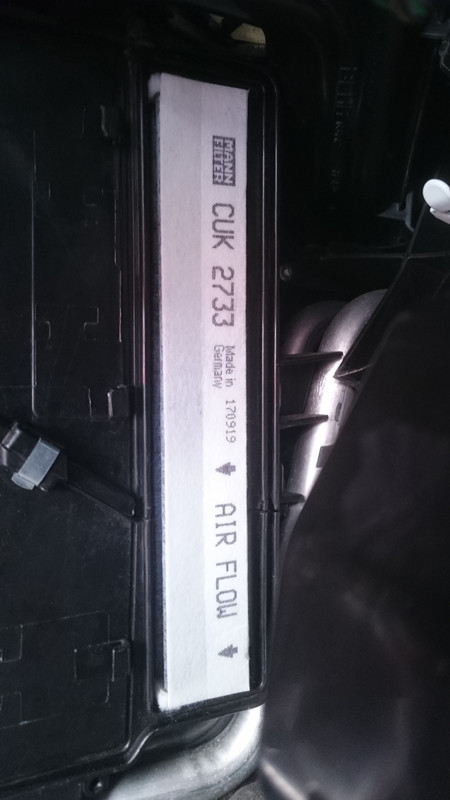 MANN
FILTER
CUK 2733
Made in
Germany
170919
AIR FLOW